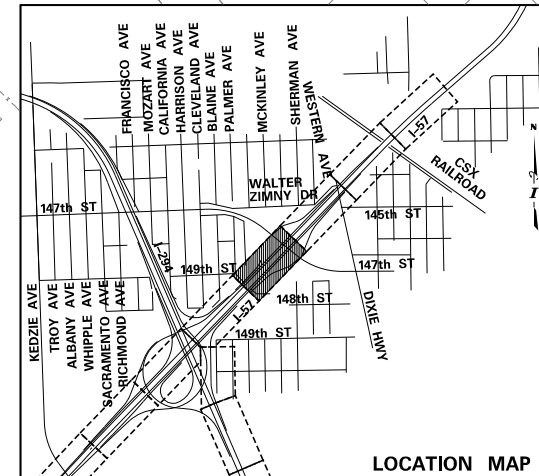 FRANCISCO AVE
MOZART AVE
CALIFORNIA AVE
HARRISON AVE
CLEVELAND AVE
BLAINE AVE
PALMER AVE
MCKINLEY AVE
SHERMAN AVE
WESTERN AVE
I-57
CSX
RAILROAD
N
WALTER
ZIMNY DR
147th ST
145th ST
I-294
149th ST
147th ST
148th ST
I-57
149th ST
DIXIE HWY
KEDZIE AVE
TROY AVE
ALBANY AVE
WHIPPLE AVE
SACRAMENTO AVE
RICHMOND AVE
LOCATION MAP